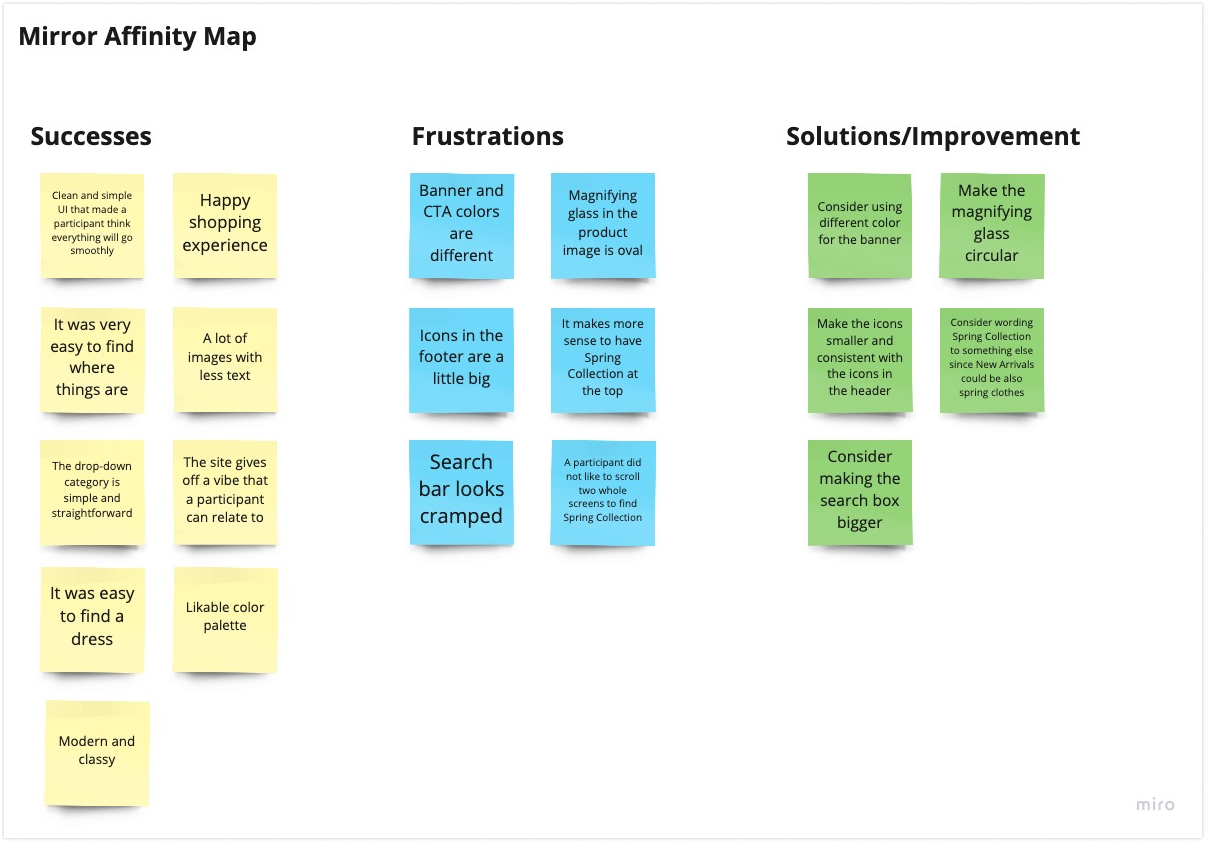 Mirror Affinity Map
Successes
Clean and simple
UI that made a
participant think
everything will go
smoothly
Happy
shopping
experience
It was very
easy to find
where
things are
A lot of
images with
less text
The drop-down
category is
simple and
straightforward
The site gives
off a vibe that
a participant
can relate to
It was easy
to find a
dress
Likable color
palette
Modern and
classy
Frustrations
Banner and
CTA colors
are
different
Magnifying
glass in the
product
image is oval
Icons in the
footer are a
little big
It makes more
sense to have
Spring
Collection at
the top
Search
bar looks
cramped
A participant did
not like to scroll
two whole
screens to find
Spring Collection
Solutions/Improvement
Consider using
different color
for the banner
Make the
magnifying
glass
circular
Make the icons
smaller and
consistent with
the icons in
the header
Consider wording
Spring Collection
to something else
since New Arrivals
could be also
spring clothes
Consider
making the
search box
bigger
miro